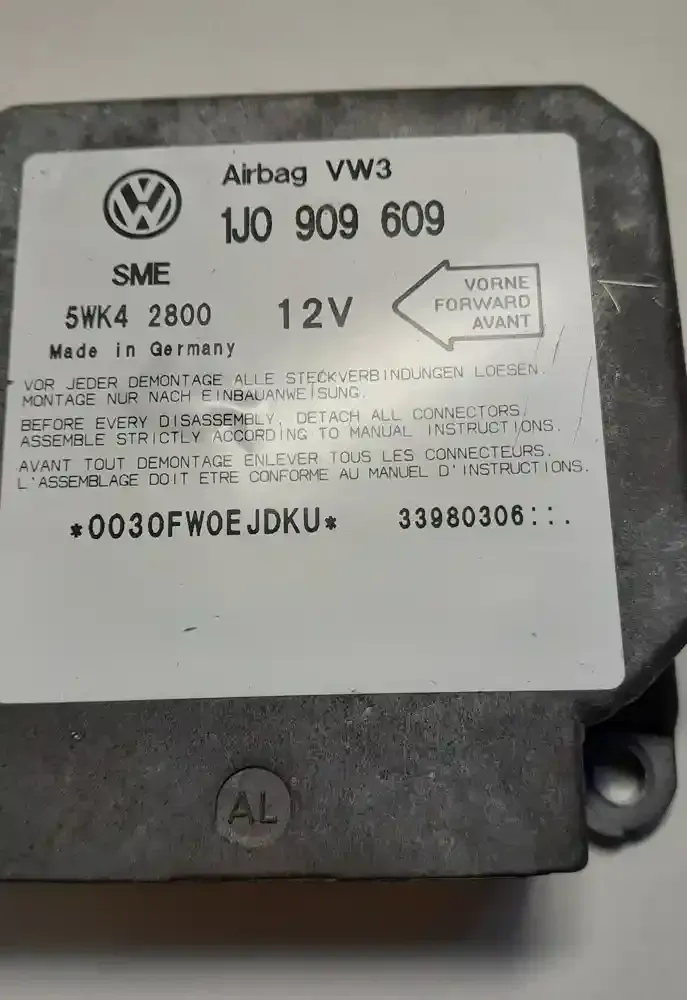 Airbag VW3
1J0 909 609
SME
5WK4 2800
12V
VORNE
FORWARD
AVANT
Made in Germany
VOR JEDER DEMONTAGE ALLE STECKVERBINDUNGEN LOESEN.
MONTAGE NUR NACH EINBAUANWEISUNG.
BEFORE EVERY DISASSEMBLY, DETACH ALL CONNECTORS.
ASSEMBLE STRICTLY ACCORDING TO MANUAL INSTRUCTIONS.
AVANT TOUT DEMONTAGE ENLEVER TOUS LES CONNECTEURS.
L'ASSEMBLAGE DOIT ETRE CONFORME AU MANUEL D'INSTRUCTIONS.
*0030FW0EJDKU*
33980306::.
AL